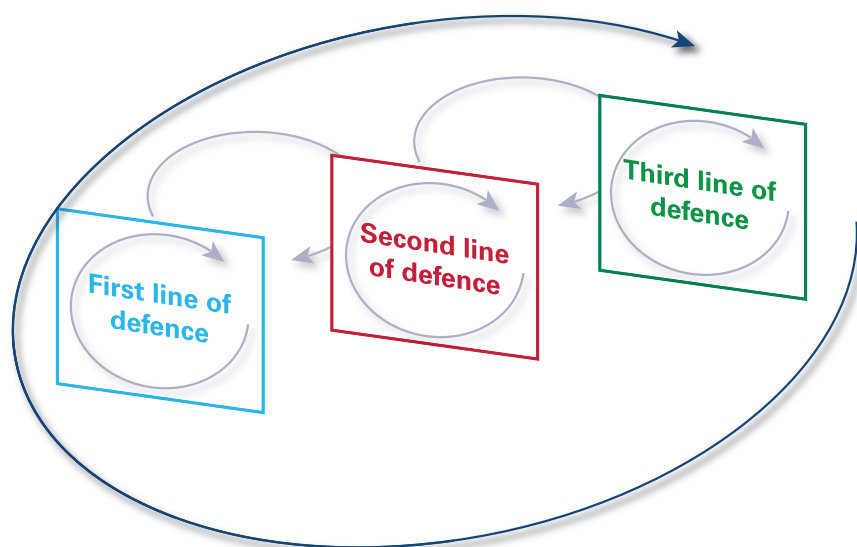 First line of
defence
Second line
of defence
Third line of
defence